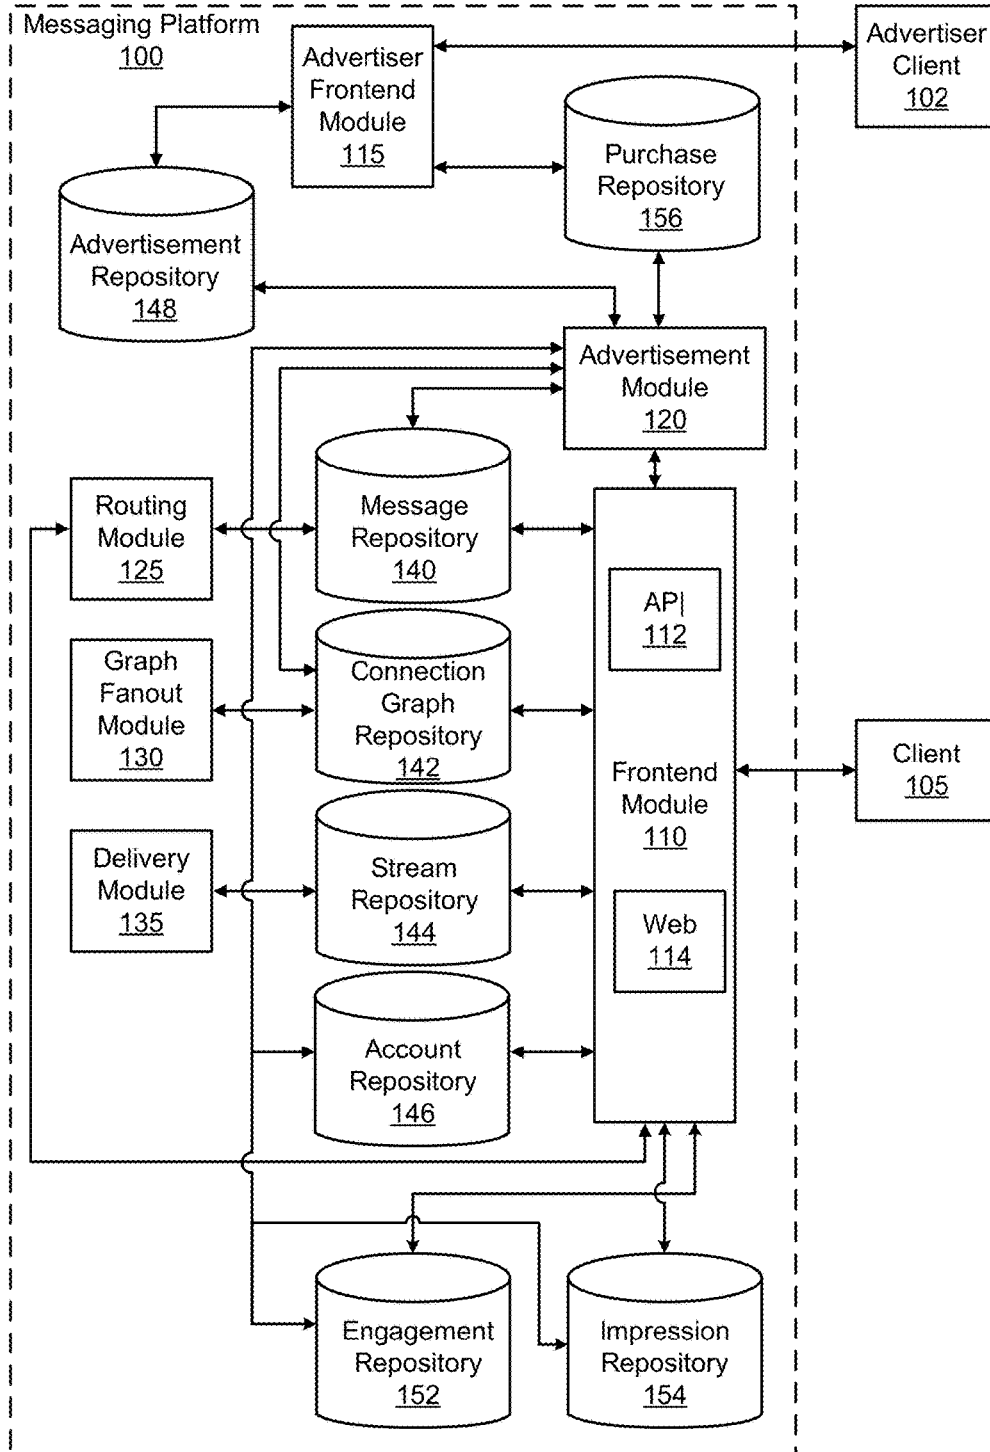 Messaging Platform
100
Advertiser
Frontend
Module
115
Advertiser
Client
102
Purchase
Repository
156
Advertisement
Repository
148
Advertisement
Module
120
Routing
Module
125
Message
Repository
140
API
112
Graph
Fanout
Module
130
Connection
Graph
Repository
142
Frontend
Module
110
Client
105
Delivery
Module
135
Stream
Repository
144
Web
114
Account
Repository
146
Engagement
Repository
152
Impression
Repository
154